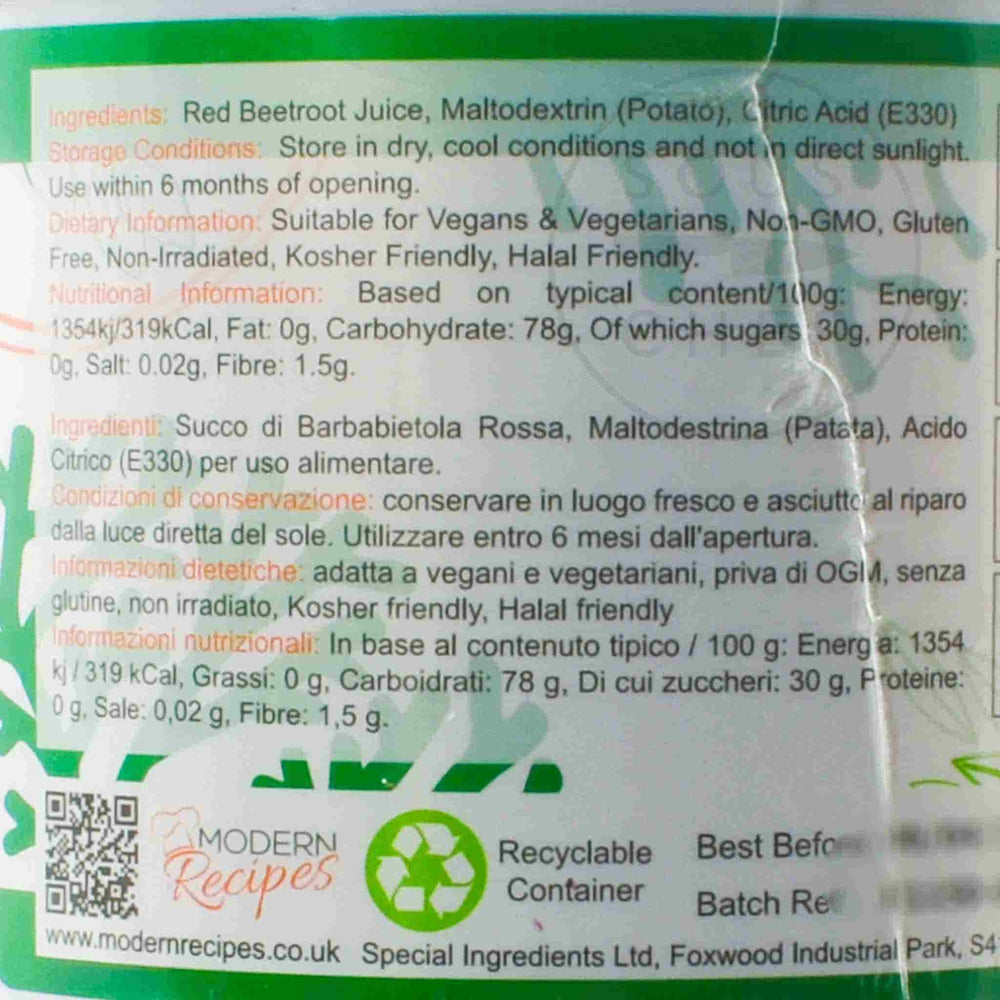 Ingredients: Red Beetroot Juice, Maltodextrin (Potato), Citric Acid (E330)
Storage Conditions: Store in dry, cool conditions and not in direct sunlight.
Use within 6 months of opening.
Dietary Information: Suitable for Vegans & Vegetarians, Non-GMO, Gluten
Free, Non-Irradiated, Kosher Friendly, Halal Friendly.
Nutritional Information: Based on typical content/100g: Energy:
1354kj/319kCal, Fat: 0g, Carbohydrate: 78g, Of which sugars: 30g, Protein:
0g, Salt: 0.02g, Fibre: 1.5g.
Ingredienti: Succo di Barbabietola Rossa, Maltodestrina (Patata), Acido
Citrico (E330) per uso alimentare.
Condizioni di conservazione: conservare in luogo fresco e asciutto al riparo
dalla luce diretta del sole. Utilizzare entro 6 mesi dall'apertura.
Informazioni dietetiche: adatta a vegani e vegetariani, priva di OGM, senza
glutine, non irradiato, Kosher friendly, Halal friendly
Informazioni nutrizionali: In base al contenuto tipico / 100 g: Energia: 1354
kj / 319 kCal, Grassi: 0 g, Carboidrati: 78 g, Di cui zuccheri: 30 g, Proteine:
0 g, Sale: 0,02 g, Fibre: 1,5 g.
MODERN
Recipes
Recyclable
Container
Best Before
Batch Ref
www.modernrecipes.co.uk Special Ingredients Ltd, Foxwood Industrial Park, S4